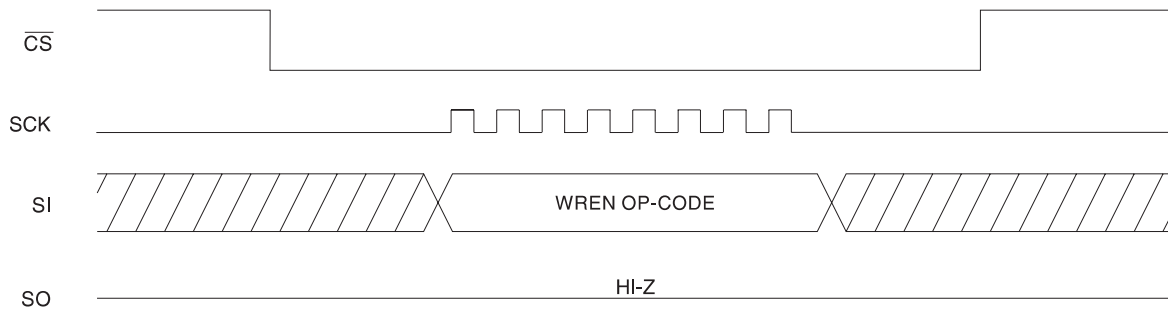 CS
SCK
SI
WREN OP-CODE
SO
HI-Z